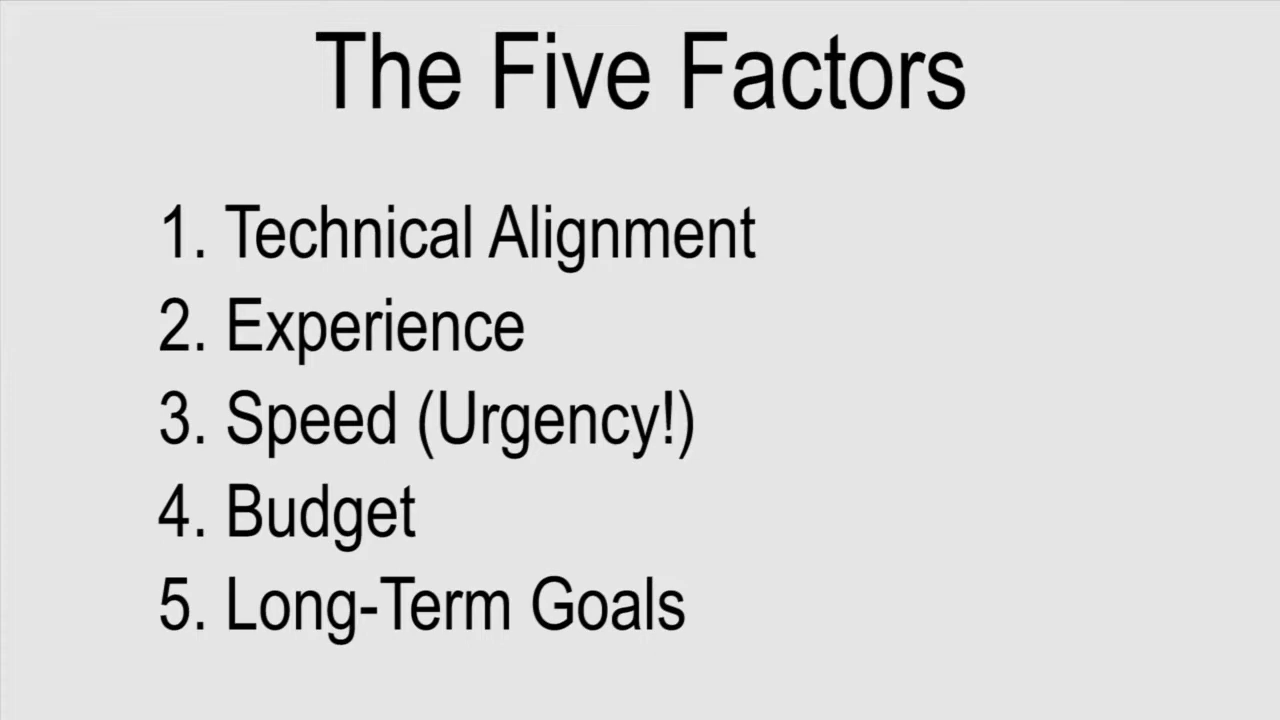 The Five Factors
1. Technical Alignment
2. Experience
3. Speed (Urgency!)
4. Budget
5. Long-Term Goals